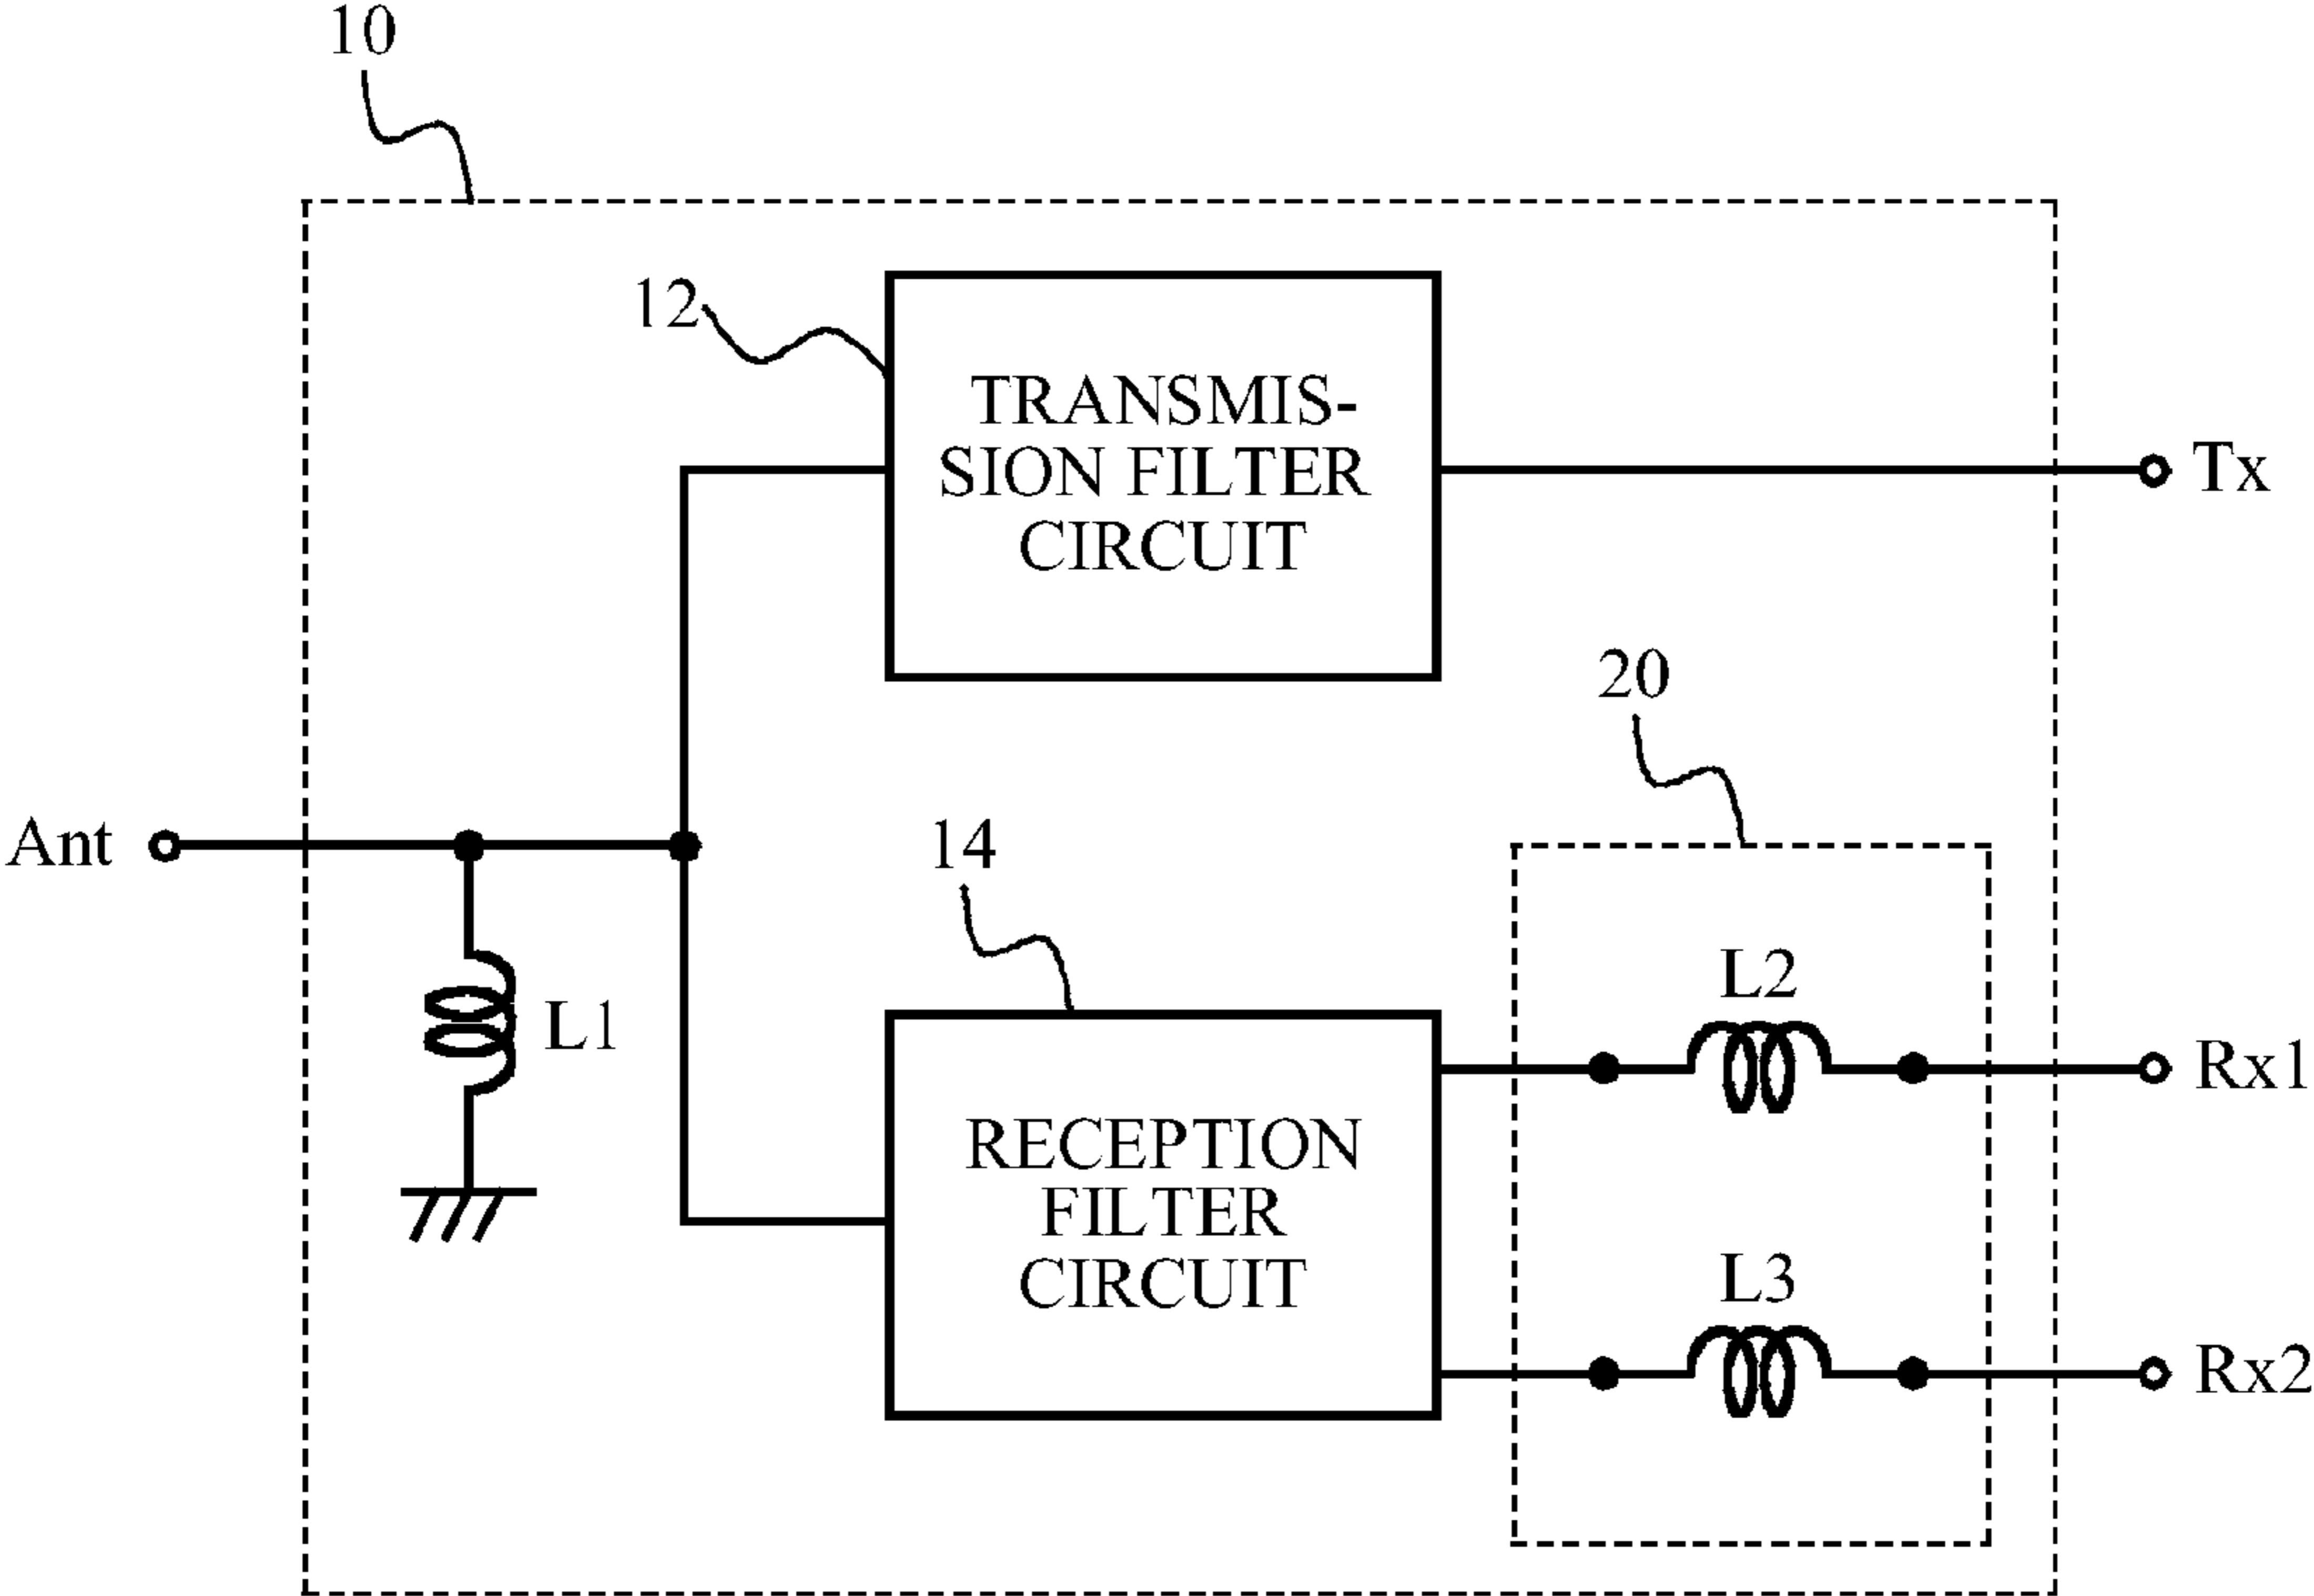 10
12
TRANSMIS-
SION FILTER
CIRCUIT
Tx
20
Ant
14
L1
L2
Rx1
RECEPTION
FILTER
CIRCUIT
L3
Rx2